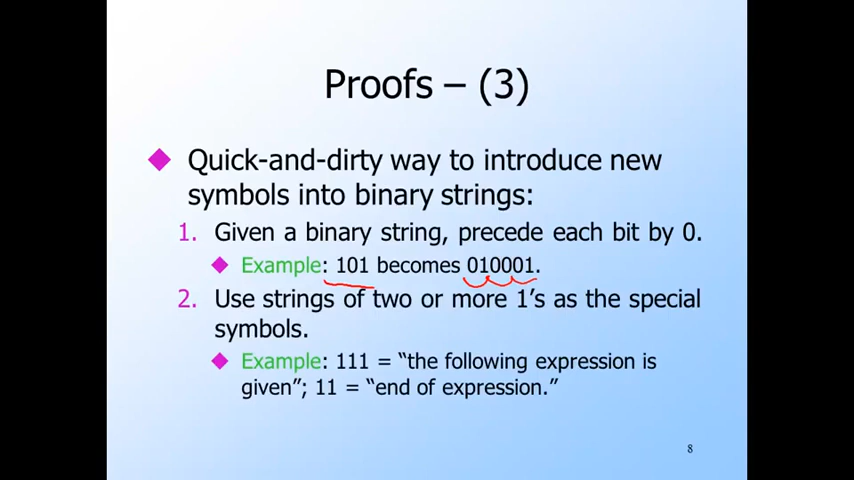 Proofs – (3)
Quick-and-dirty way to introduce new
symbols into binary strings:
1. Given a binary string, precede each bit by 0.
Example: 101 becomes 010001.
2. Use strings of two or more 1's as the special
symbols.
Example: 111 = “the following expression is
given”; 11 = “end of expression.”
8